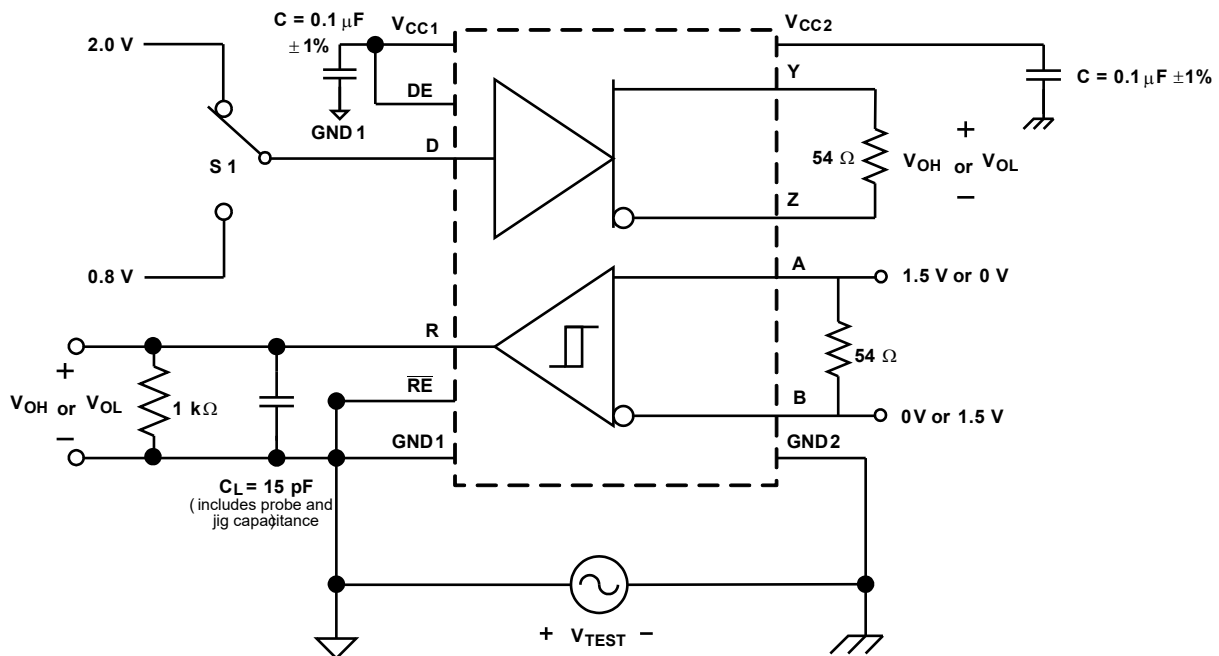 C = 0.1 μF
± 1%
VCC1
VCC2
2.0 V
DE
GND 1
Y
C = 0.1 μF ±1%
S 1
D
54 Ω
+
VOH or VOL
−
Z
0.8 V
A
1.5 V or 0 V
R
54 Ω
+
VOH or VOL
−
1 kΩ
RE
B
0 V or 1.5 V
GND1
GND2
CL = 15 pF
( includes probe and
jig capacitance )
+ VTEST −